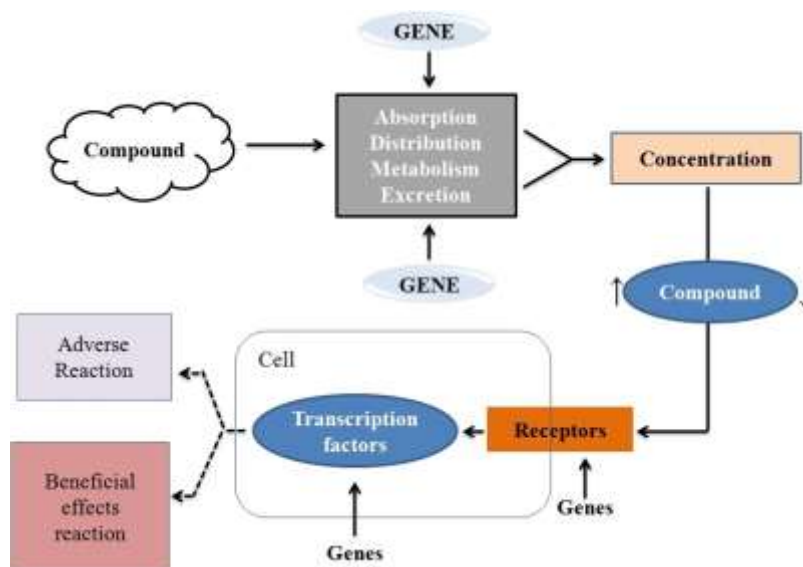 GENE
Compound
Absorption
Distribution
Metabolism
Excretion
Concentration
GENE
↑ Compound ↓
Adverse
Reaction
Cell
Transcription
factors
Receptors
Beneficial
effects
reaction
Genes
Genes